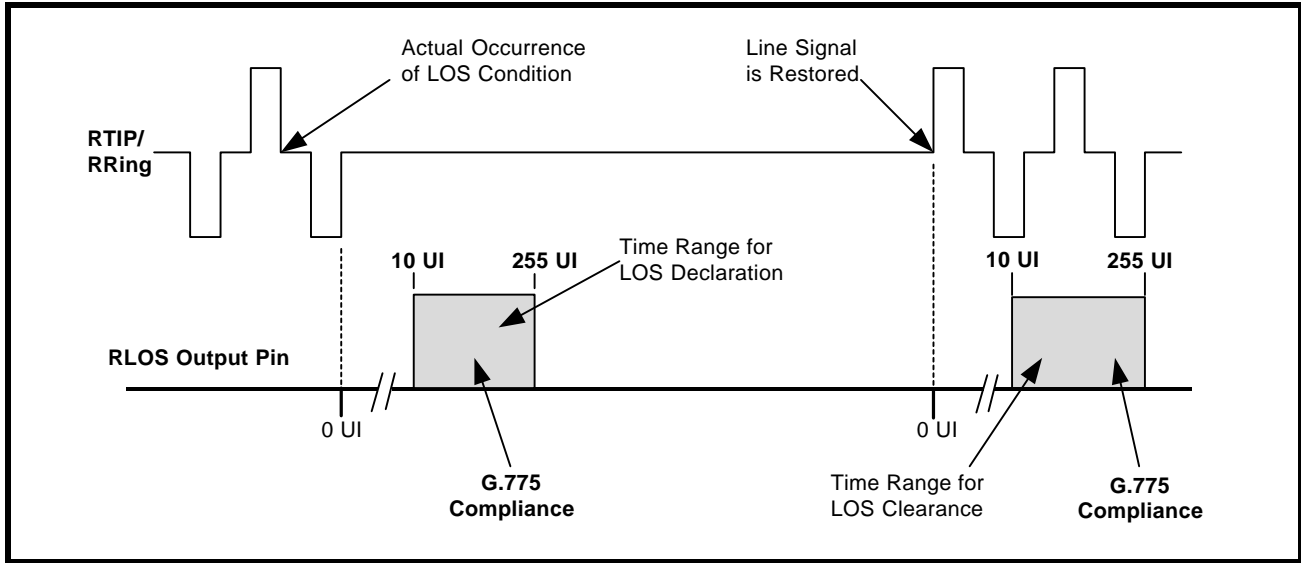 Actual Occurrence
of LOS Condition
Line Signal
is Restored
RTIP/
RRing
Time Range for
LOS Declaration
10 UI
255 UI
10 UI
255 UI
RLOS Output Pin
0 UI
0 UI
G.775
Compliance
Time Range for
LOS Clearance
G.775
Compliance